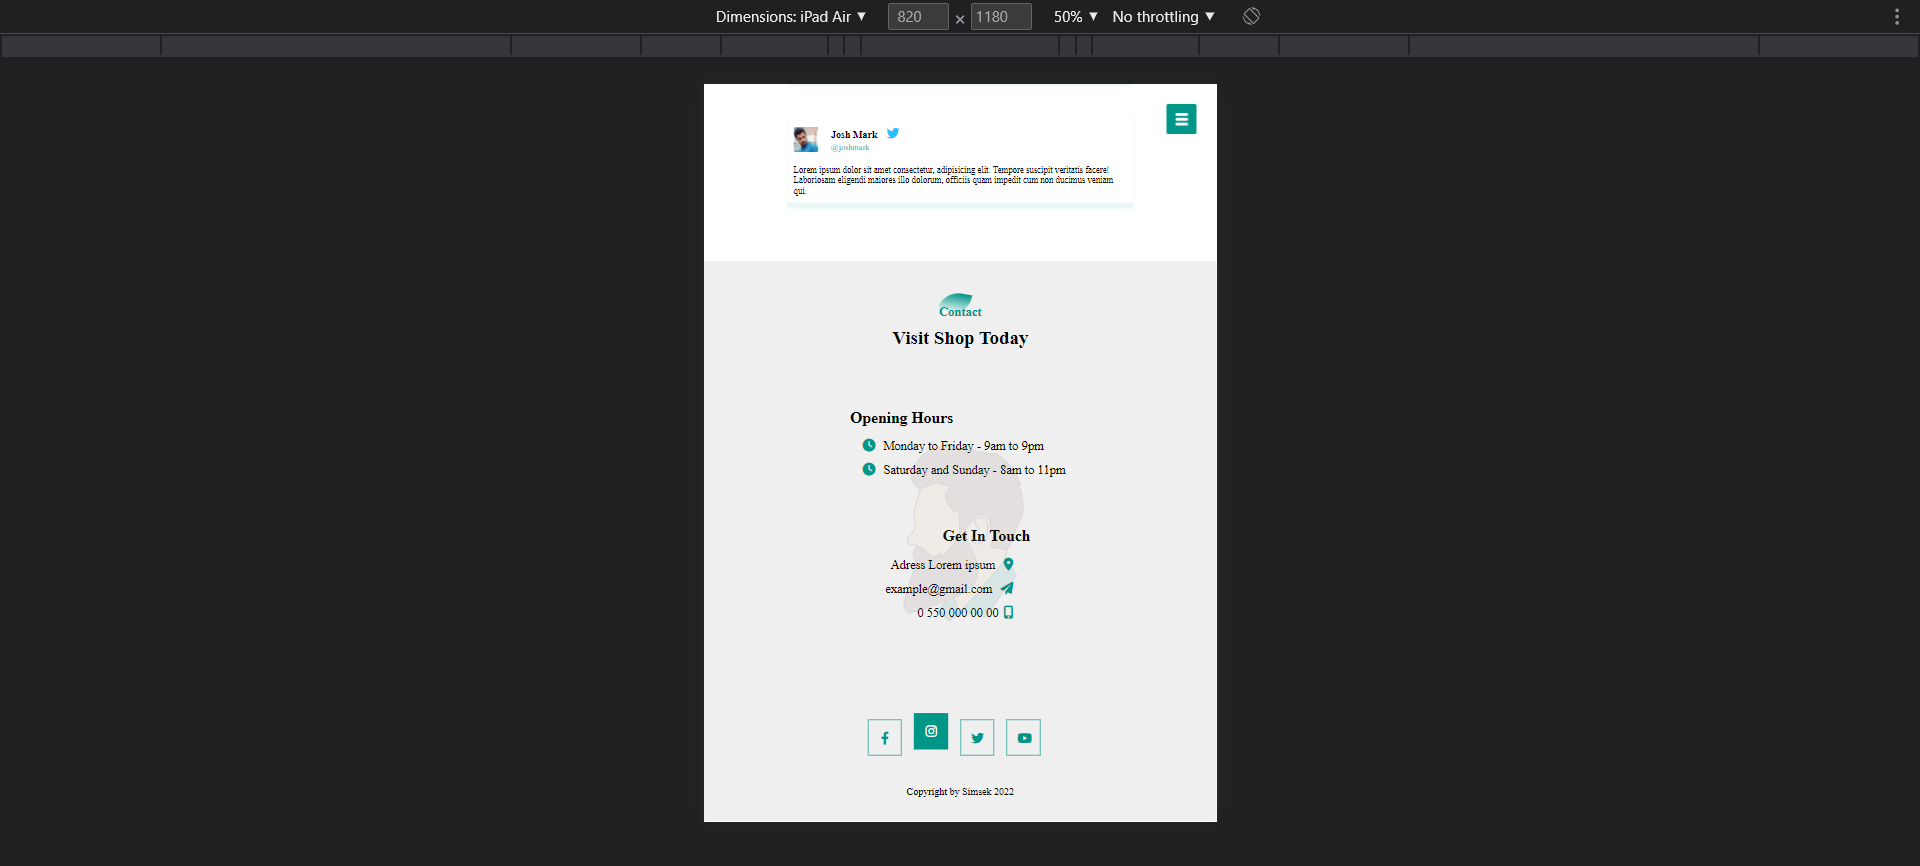 Dimensions: iPad Air ▼ 820 × 1180 50% ▼ No throttling ▼
Josh Mark
@joshmark
Lorem ipsum dolor sit amet consectetur, adipisicing elit. Tempore suscipit veritatis facere!
Laboriosam eligendi maiores illo dolorum, officiis quam impedit cum non ducimus veniam
qui.
Contact
Visit Shop Today
Opening Hours
Monday to Friday - 9am to 9pm
Saturday and Sunday - 8am to 11pm
Get In Touch
Adress Lorem ipsum
example@gmail.com
0 550 000 00 00
Copyright by Simsek 2022